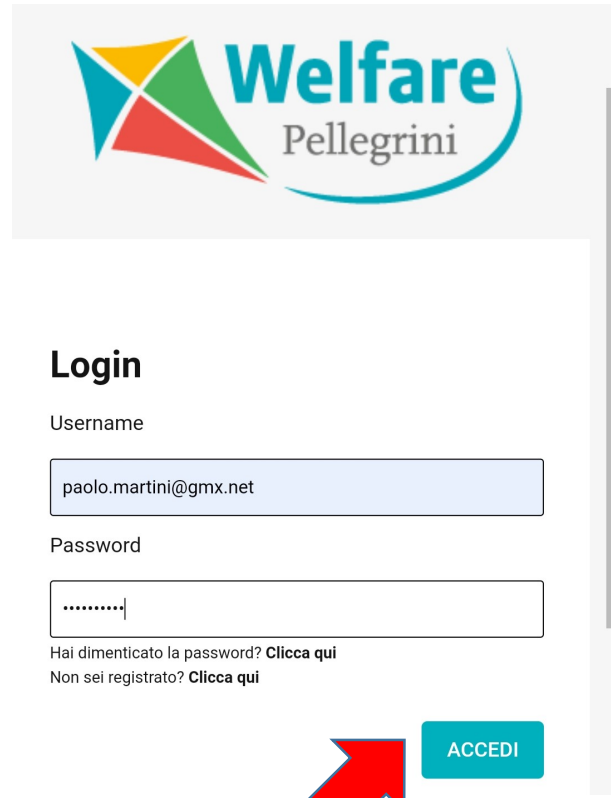 Welfare
Pellegrini
Login
Username
paolo.martini@gmx.net
Password
••••••••••
Hai dimenticato la password? Clicca qui
Non sei registrato? Clicca qui
ACCEDI